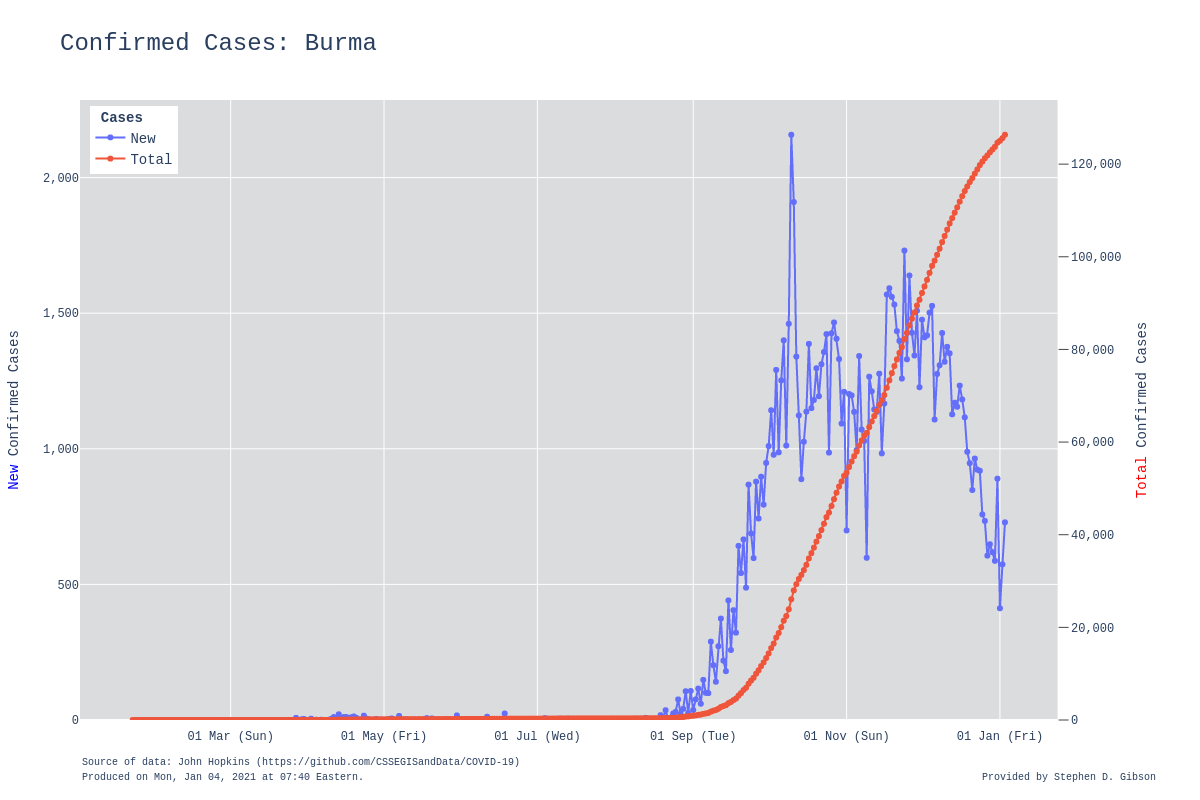 Confirmed Cases: Burma
Cases
New
Total
2,000
1,500
1,000
500
0
120,000
100,000
80,000
60,000
40,000
20,000
0
New Confirmed Cases
Total Confirmed Cases
01 Mar (Sun) 01 May (Fri) 01 Jul (Wed) 01 Sep (Tue) 01 Nov (Sun) 01 Jan (Fri)
Source of data: John Hopkins (https://github.com/CSSEGISandData/COVID-19)
Produced on Mon, Jan 04, 2021 at 07:40 Eastern.
Provided by Stephen D. Gibson